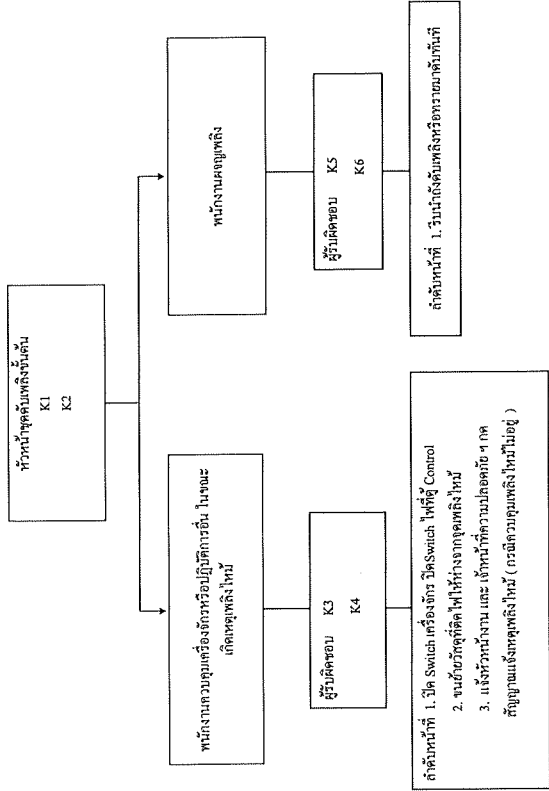 หัวหน้าชุดดับเพลิงขั้นต้น
K1
K2
พนักงานควบคุมเครื่องจักรหรือปฏิบัติการอื่น ในขณะ
เกิดเหตุเพลิงไหม้
พนักงานผจญเพลิง
ผู้รับผิดชอบ K3
K4
ผู้รับผิดชอบ K5
K6
ลำดับหน้าที่ 1. ปิด Switch เครื่องจักร ปิดSwitch ไฟที่ตู้ Control
2. ขนย้ายวัสดุที่ติดไฟให้ห่างจากจุดเพลิงไหม้
3. แจ้งหัวหน้างาน และ เจ้าหน้าที่ความปลอดภัย ฯ กด
สัญญาณแจ้งเหตุเพลิงไหม้ ( กรณีควบคุมเพลิงไหม้ไม่อยู่ )
ลำดับหน้าที่ 1. รีบนำถังดับเพลิงหรือทรายมาดับทันที